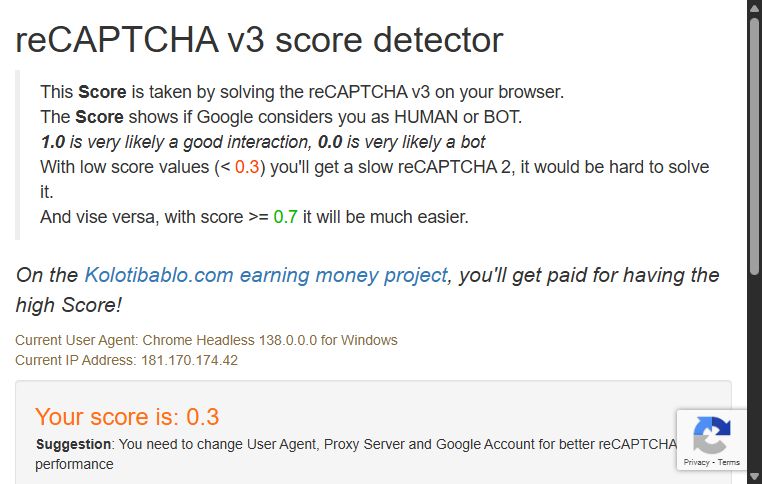 reCAPTCHA v3 score detector
This Score is taken by solving the reCAPTCHA v3 on your browser.
The Score shows if Google considers you as HUMAN or BOT.
1.0 is very likely a good interaction, 0.0 is very likely a bot
With low score values (< 0.3) you'll get a slow reCAPTCHA 2, it would be hard to solve
it.
And vise versa, with score >= 0.7 it will be much easier.
On the Kolotibablo.com earning money project, you'll get paid for having the
high Score!
Current User Agent: Chrome Headless 138.0.0.0 for Windows
Current IP Address: 181.170.174.42
Your score is: 0.3
Suggestion: You need to change User Agent, Proxy Server and Google Account for better reCAPTCHA
performance
Privacy - Terms